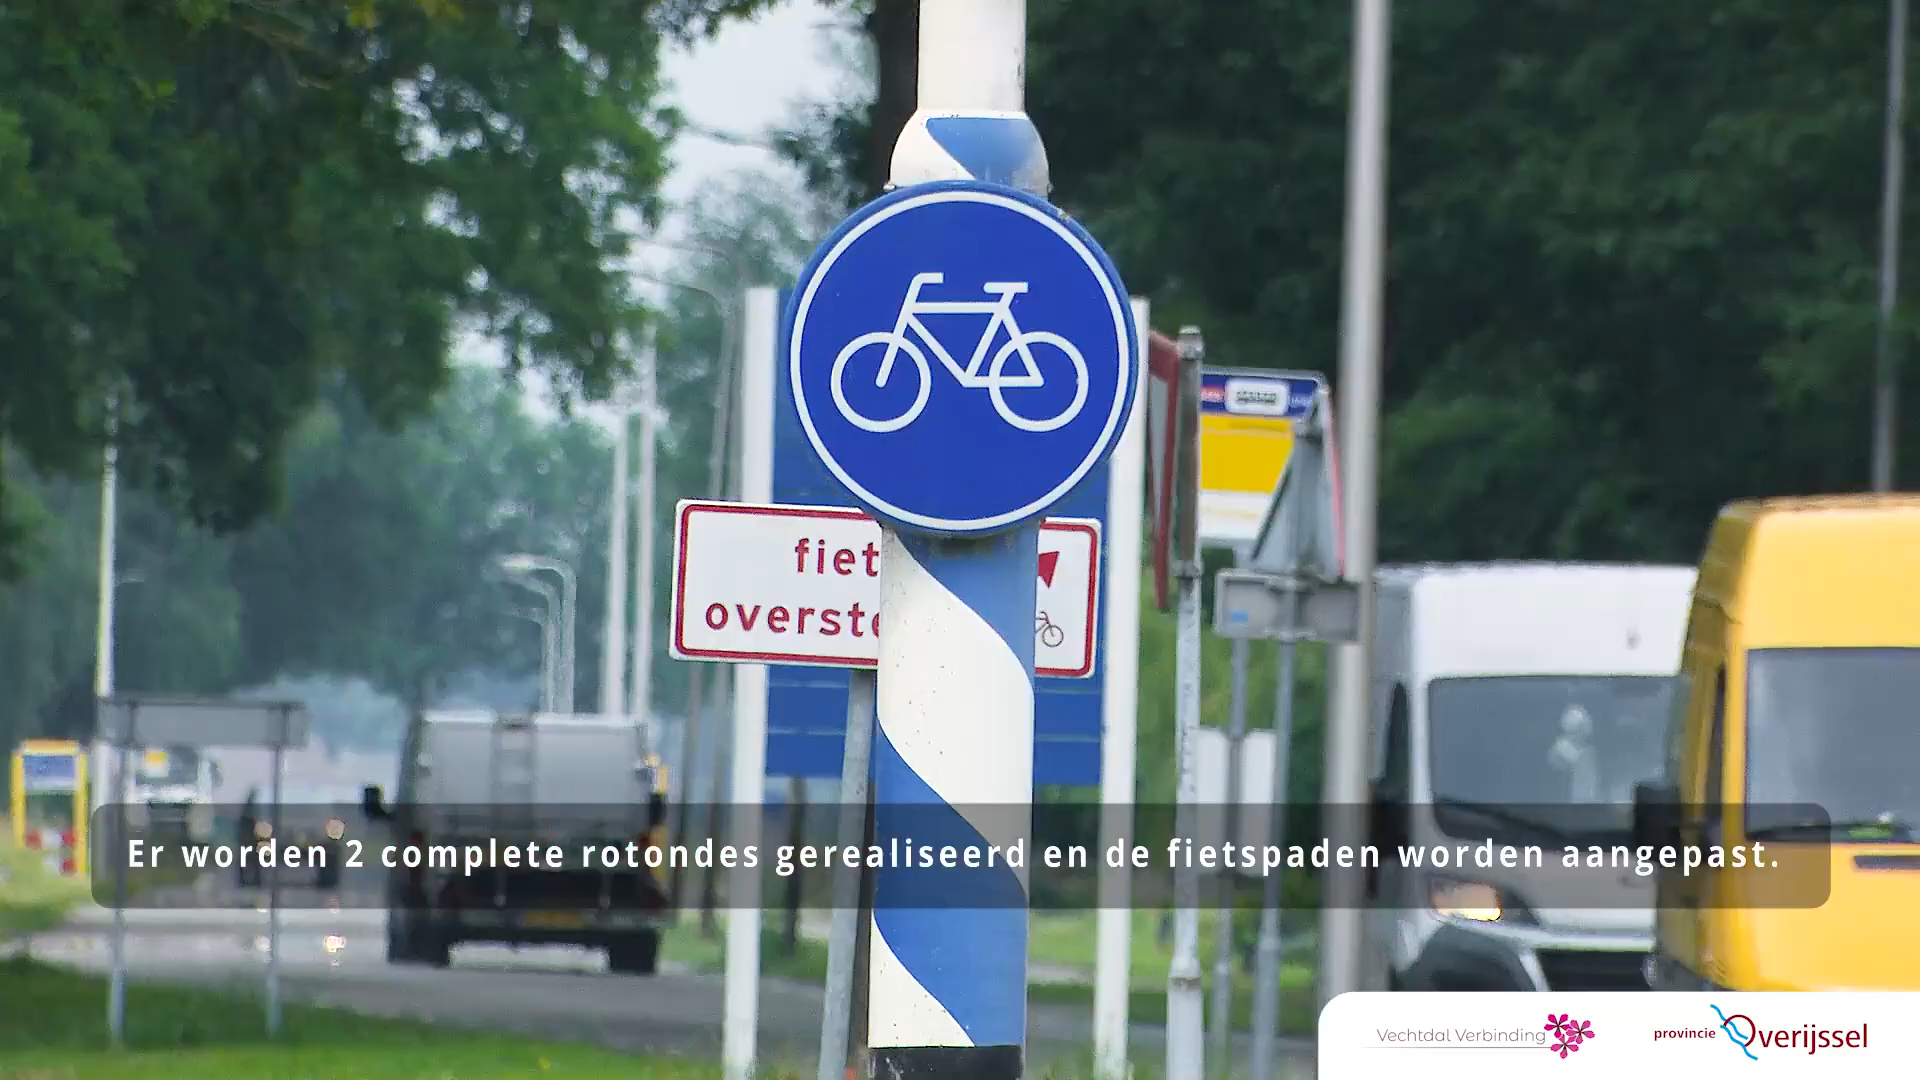 fiet
overste
Er worden 2 complete rotondes gerealiseerd en de fietspaden worden aangepast.
Vechtdal Verbinding
provincie Overijssel